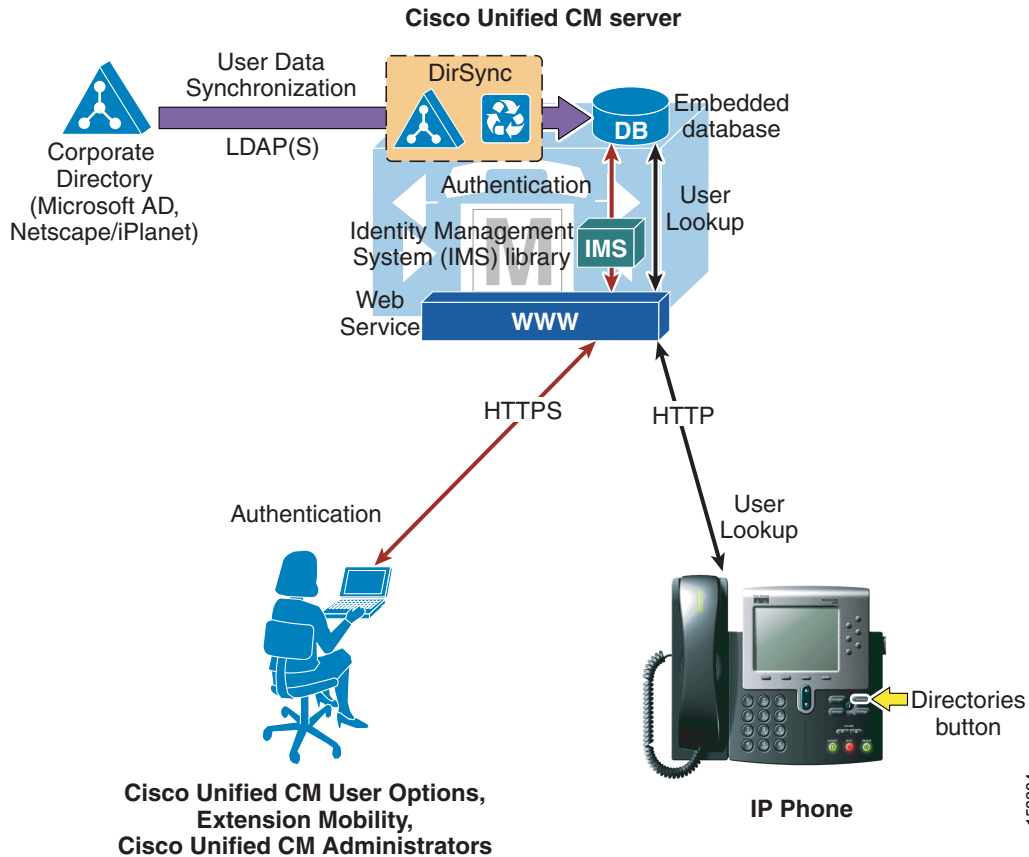 Cisco Unified CM server
User Data
Synchronization
LDAP(S)
DirSync
DB
Embedded
database
Corporate
Directory
(Microsoft AD,
Netscape/iPlanet)
Authentication
User
Lookup
Identity Management
System (IMS) library
IMS
M
Web
Service
WWW
HTTPS
HTTP
Authentication
User
Lookup
Directories
button
Cisco Unified CM User Options,
Extension Mobility,
Cisco Unified CM Administrators
IP Phone